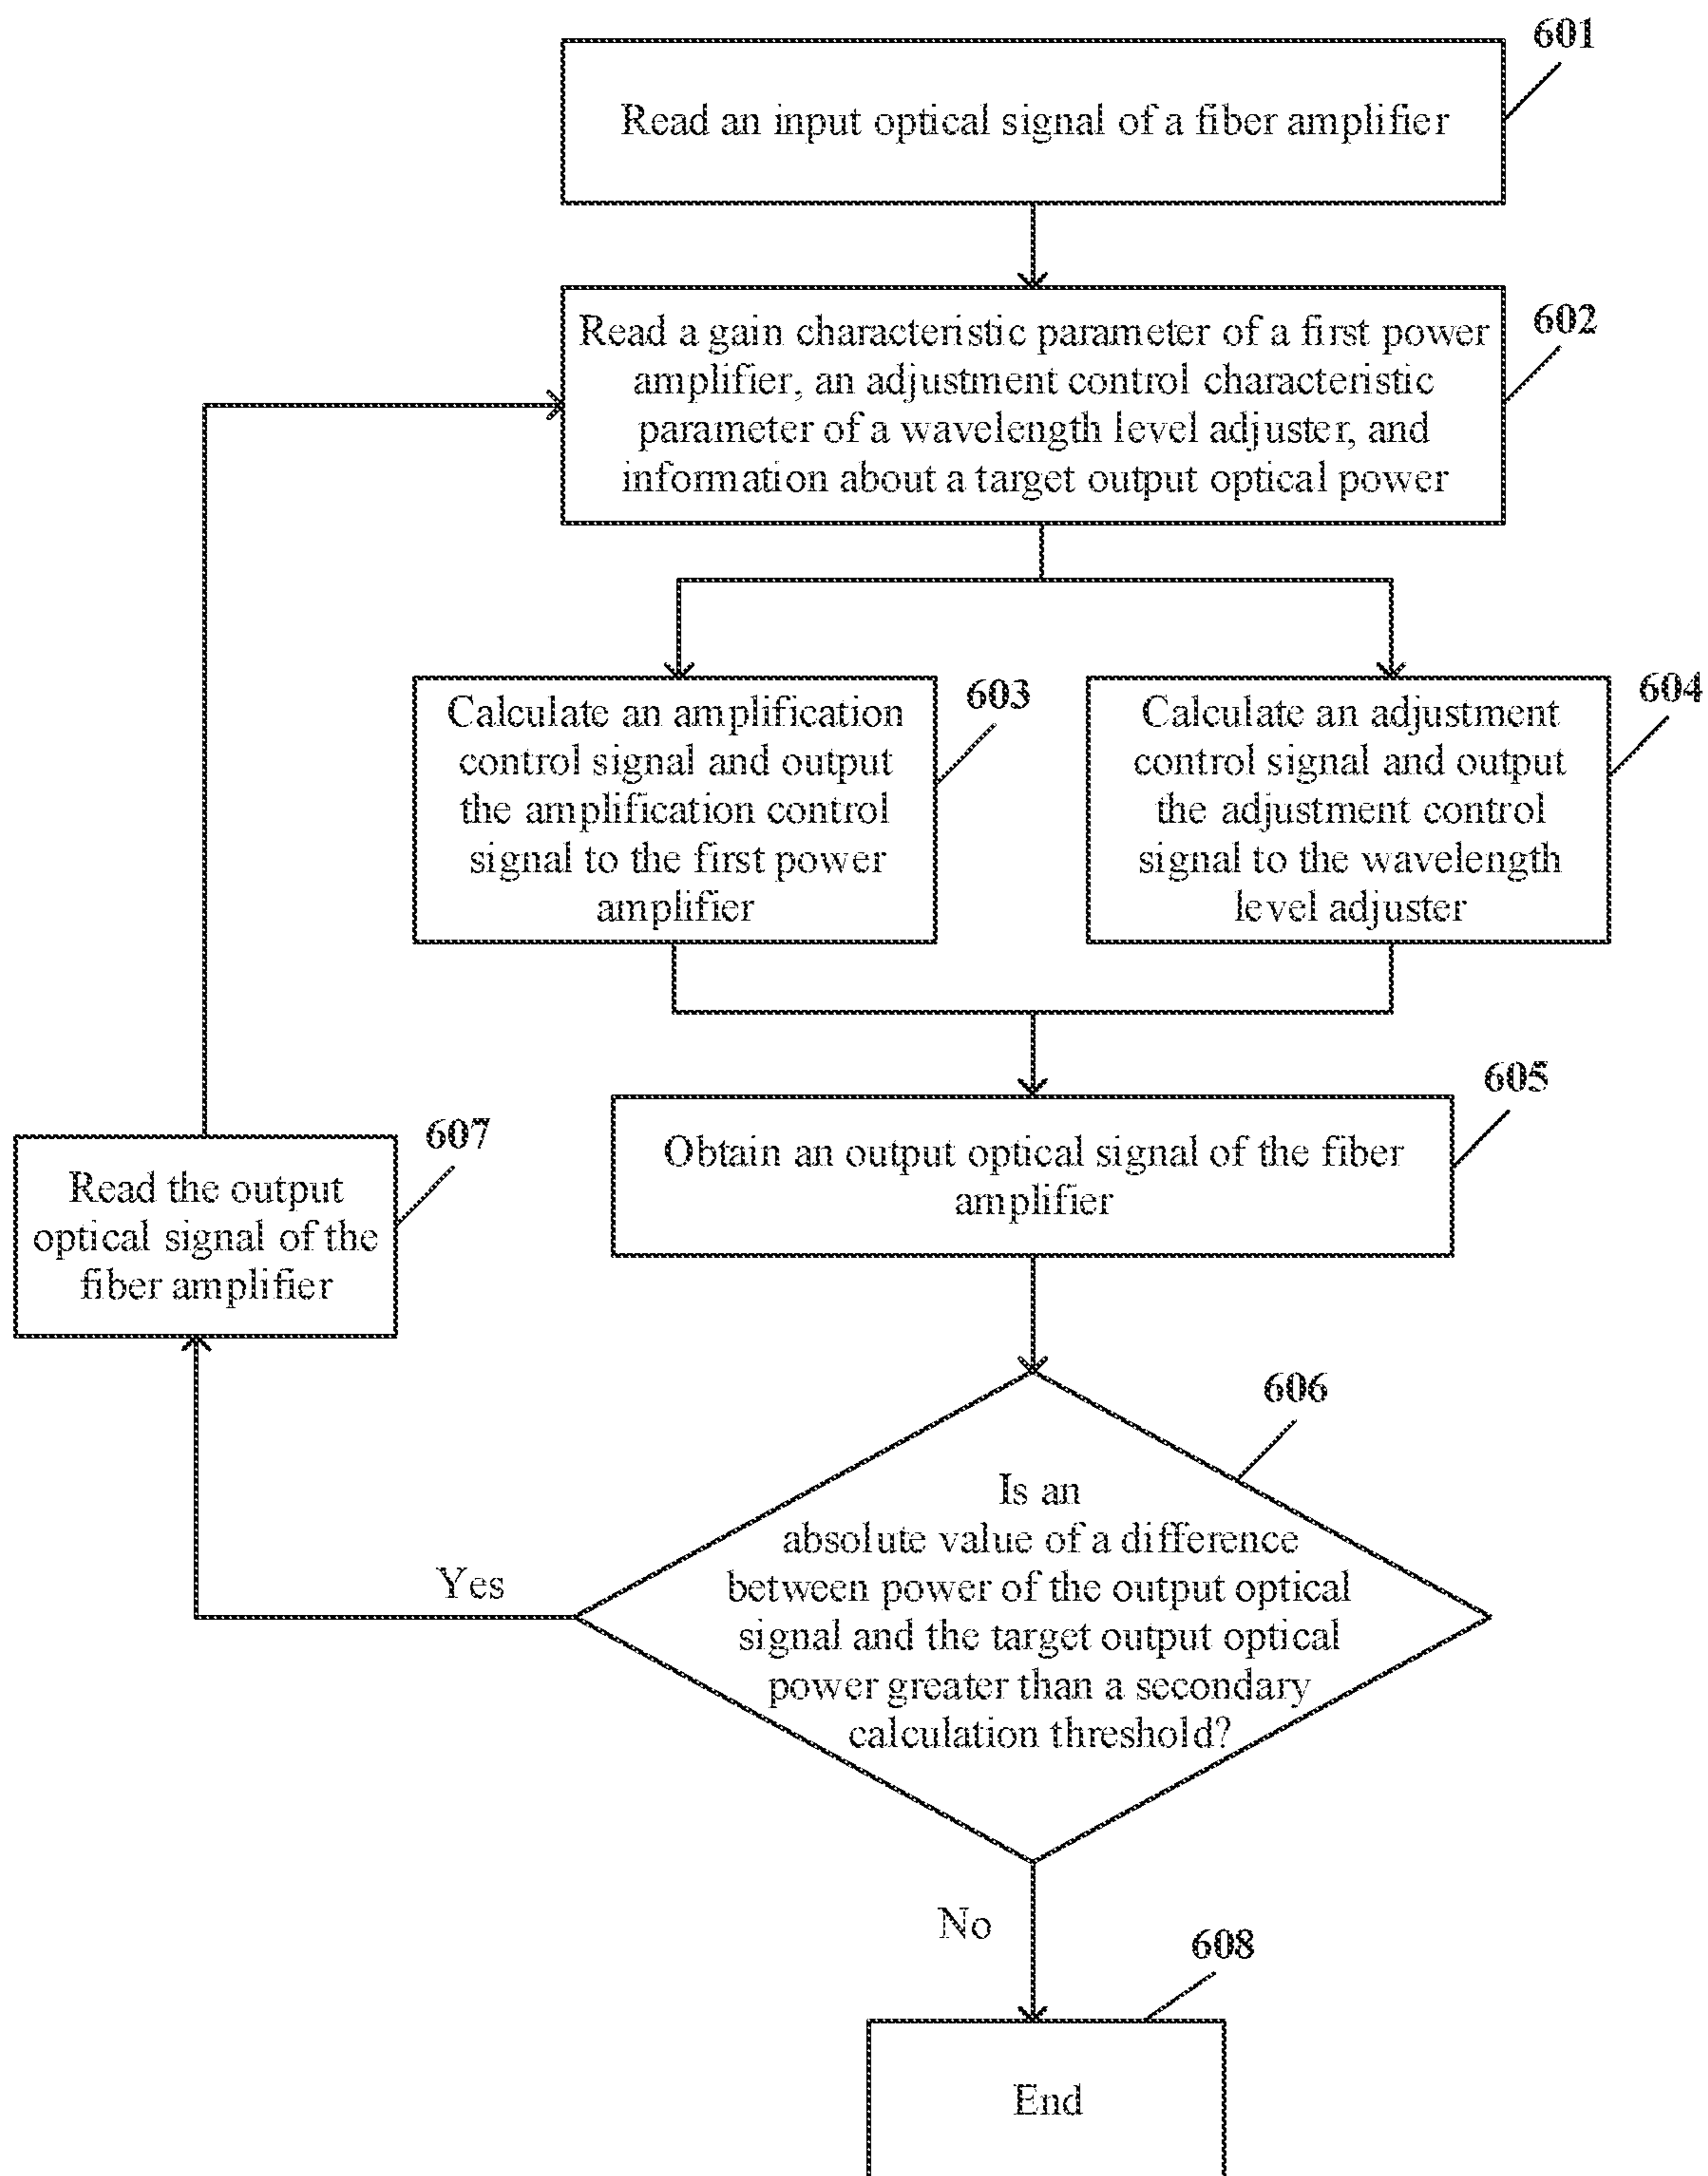 601
Read an input optical signal of a fiber amplifier
602
Read a gain characteristic parameter of a first power
amplifier, an adjustment control characteristic
parameter of a wavelength level adjuster, and
information about a target output optical power
603
Calculate an amplification
control signal and output
the amplification control
signal to the first power
amplifier
604
Calculate an adjustment
control signal and output
the adjustment control
signal to the wavelength
level adjuster
605
Obtain an output optical signal of the fiber
amplifier
607
Read the output
optical signal of the
fiber amplifier
606
Is an
absolute value of a difference
between power of the output optical
signal and the target output optical
power greater than a secondary
calculation threshold?
Yes
No
608
End